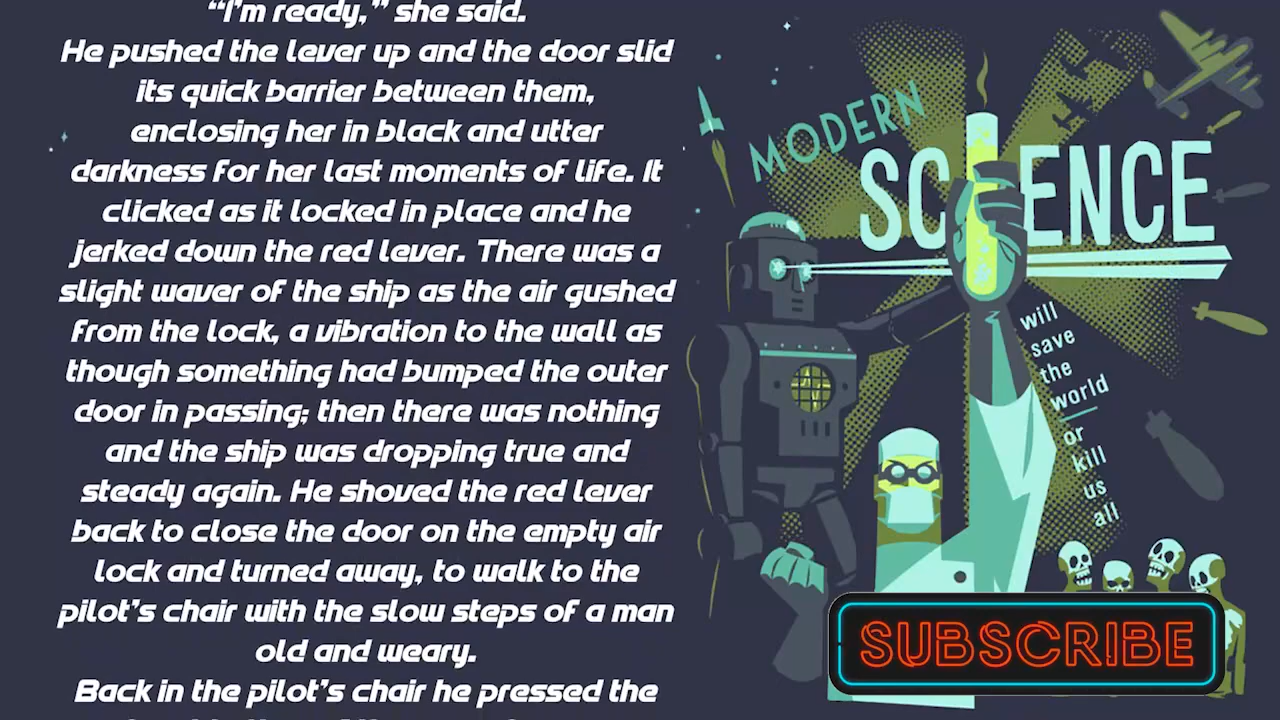 “I’m ready,” she said.
He pushed the lever up and the door slid
its quick barrier between them,
enclosing her in black and utter
darkness for her last moments of life. It
clicked as it locked in place and he
jerked down the red lever. There was a
slight waver of the ship as the air gushed
from the lock, a vibration to the wall as
though something had bumped the outer
door in passing; then there was nothing
and the ship was dropping true and
steady again. He shoved the red lever
back to close the door on the empty air
lock and turned away, to walk to the
pilot’s chair with the slow steps of a man
old and weary.
Back in the pilot’s chair he pressed the
MODERN
SCIENCE
will
save
the
world
or
kill
us
all
SUBSCRIBE